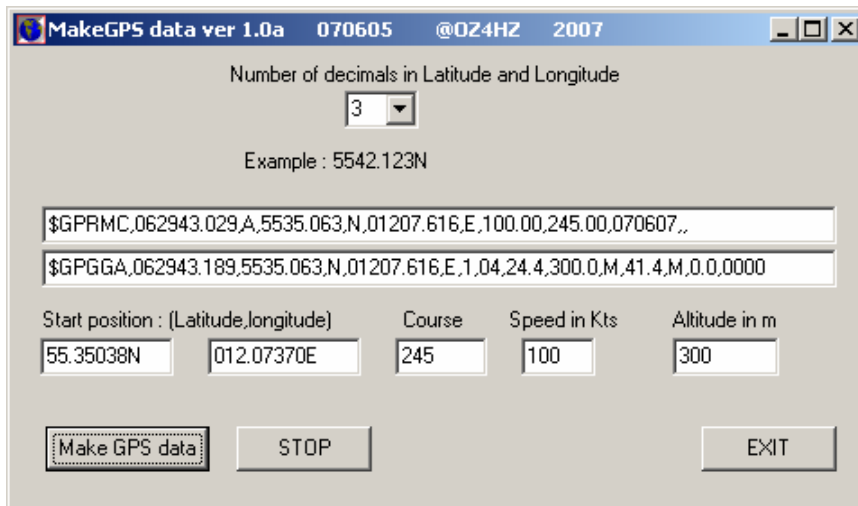 MakeGPS data ver 1.0a 070605 @OZ4HZ 2007
Number of decimals in Latitude and Longitude
3
Example : 5542.123N
$GPRMC,062943.029,A,5535.063,N,01207.616,E,100.00,245.00,070607,,
$GPGGA,062943.189,5535.063,N,01207.616,E,1,04,24.4,300.0,M,41.4,M,0.0,0000
Start position : (Latitude,longitude) Course Speed in Kts Altitude in m
55.35038N 012.07370E 245 100 300
Make GPS data STOP EXIT